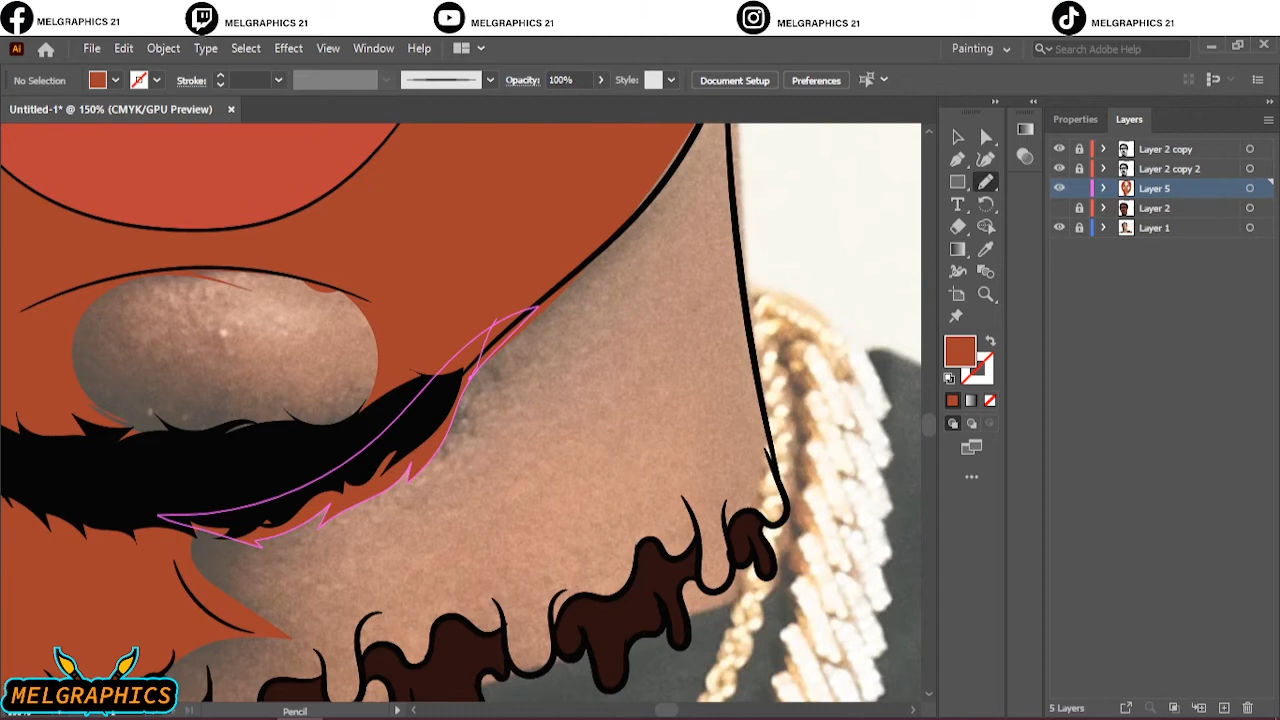 MELGRAPHICS 21 MELGRAPHICS 21 MELGRAPHICS 21 MELGRAPHICS 21 MELGRAPHICS 21
Ai File Edit Object Type Select Effect View Window Help Painting Search Adobe Help
No Selection Stroke: Opacity: 100% Style: Document Setup Preferences
Untitled-1* @ 150% (CMYK/GPU Preview) × Properties Layers
Layer 2 copy
Layer 2 copy 2
Layer 5
Layer 2
Layer 1
MELGRAPHICS
Pencil 5 Layers